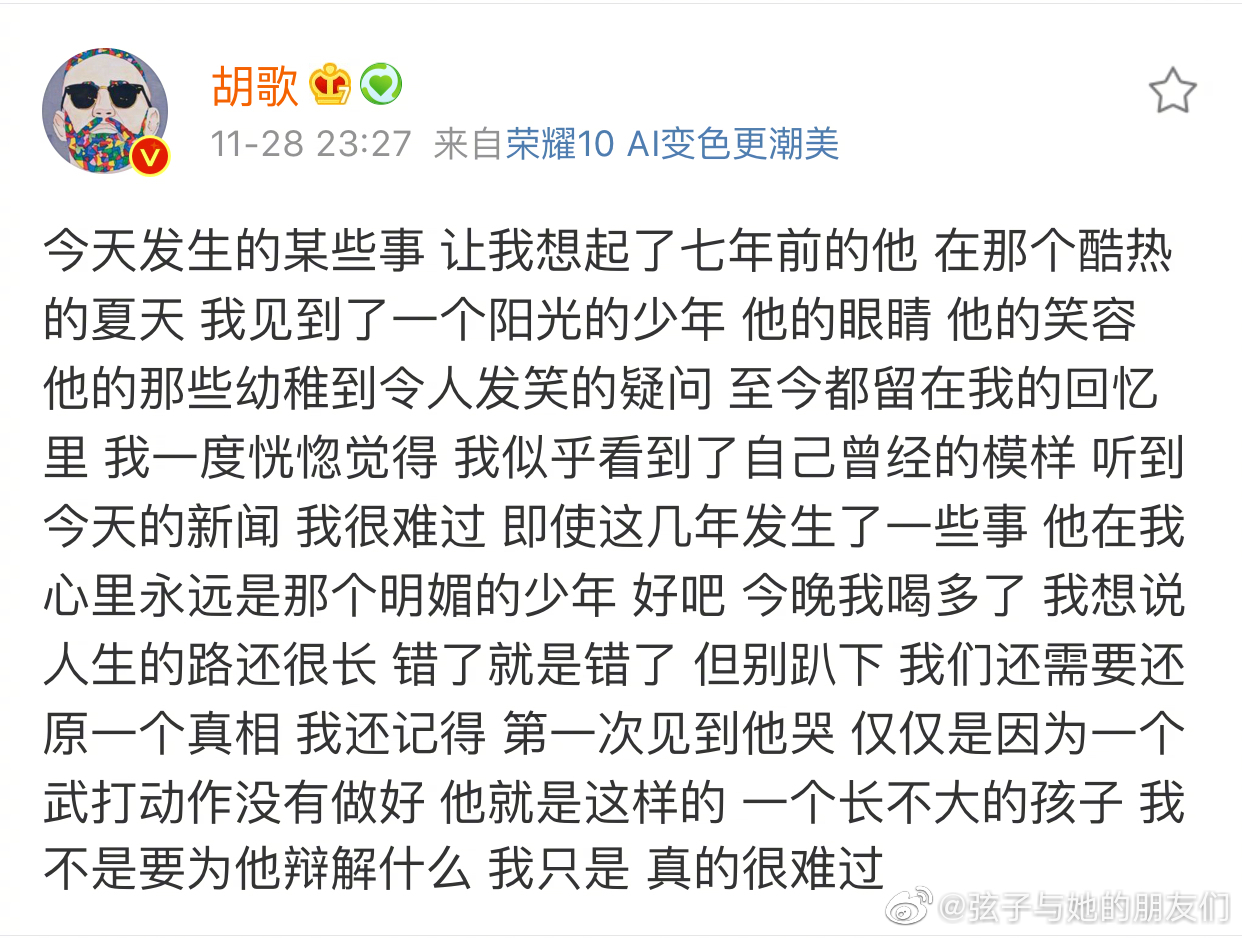 胡歌
11-28 23:27 来自荣耀10 AI变色更潮美
今天发生的某些事 让我想起了七年前的他 在那个酷热
的夏天 我见到了一个阳光的少年 他的眼睛 他的笑容
他的那些幼稚到令人发笑的疑问 至今都留在我的回忆
里 我一度恍惚觉得 我似乎看到了自己曾经的模样 听到
今天的新闻 我很难过 即使这几年发生了一些事 他在我
心里永远是那个明媚的少年 好吧 今晚我喝多了 我想说
人生的路还很长 错了就是错了 但别趴下 我们还需要还
原一个真相 我还记得 第一次见到他哭 仅仅是因为一个
武打动作没有做好 他就是这样的 一个长不大的孩子 我
不是要为他辩解什么 我只是 真的很难过
@弦子与她的朋友们